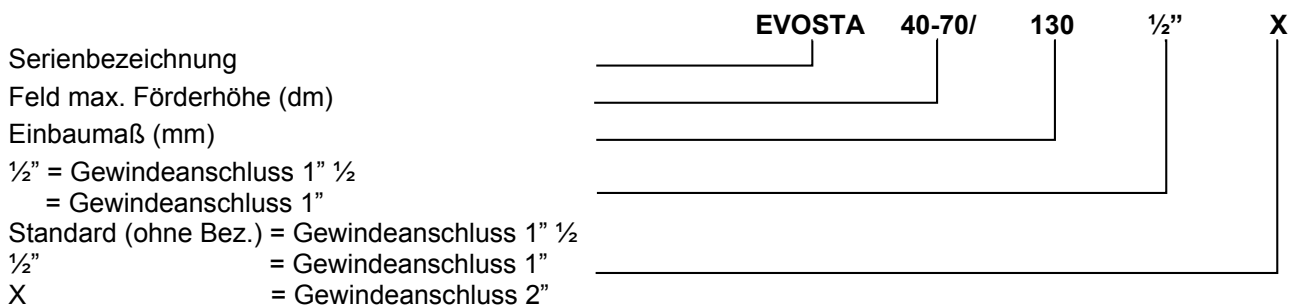 EVOSTA 40-70/ 130 ½” X
Serienbezeichnung
Feld max. Förderhöhe (dm)
Einbaumaß (mm)
½” = Gewindeanschluss 1” ½
= Gewindeanschluss 1”
Standard (ohne Bez.) = Gewindeanschluss 1” ½
½” = Gewindeanschluss 1”
X = Gewindeanschluss 2”